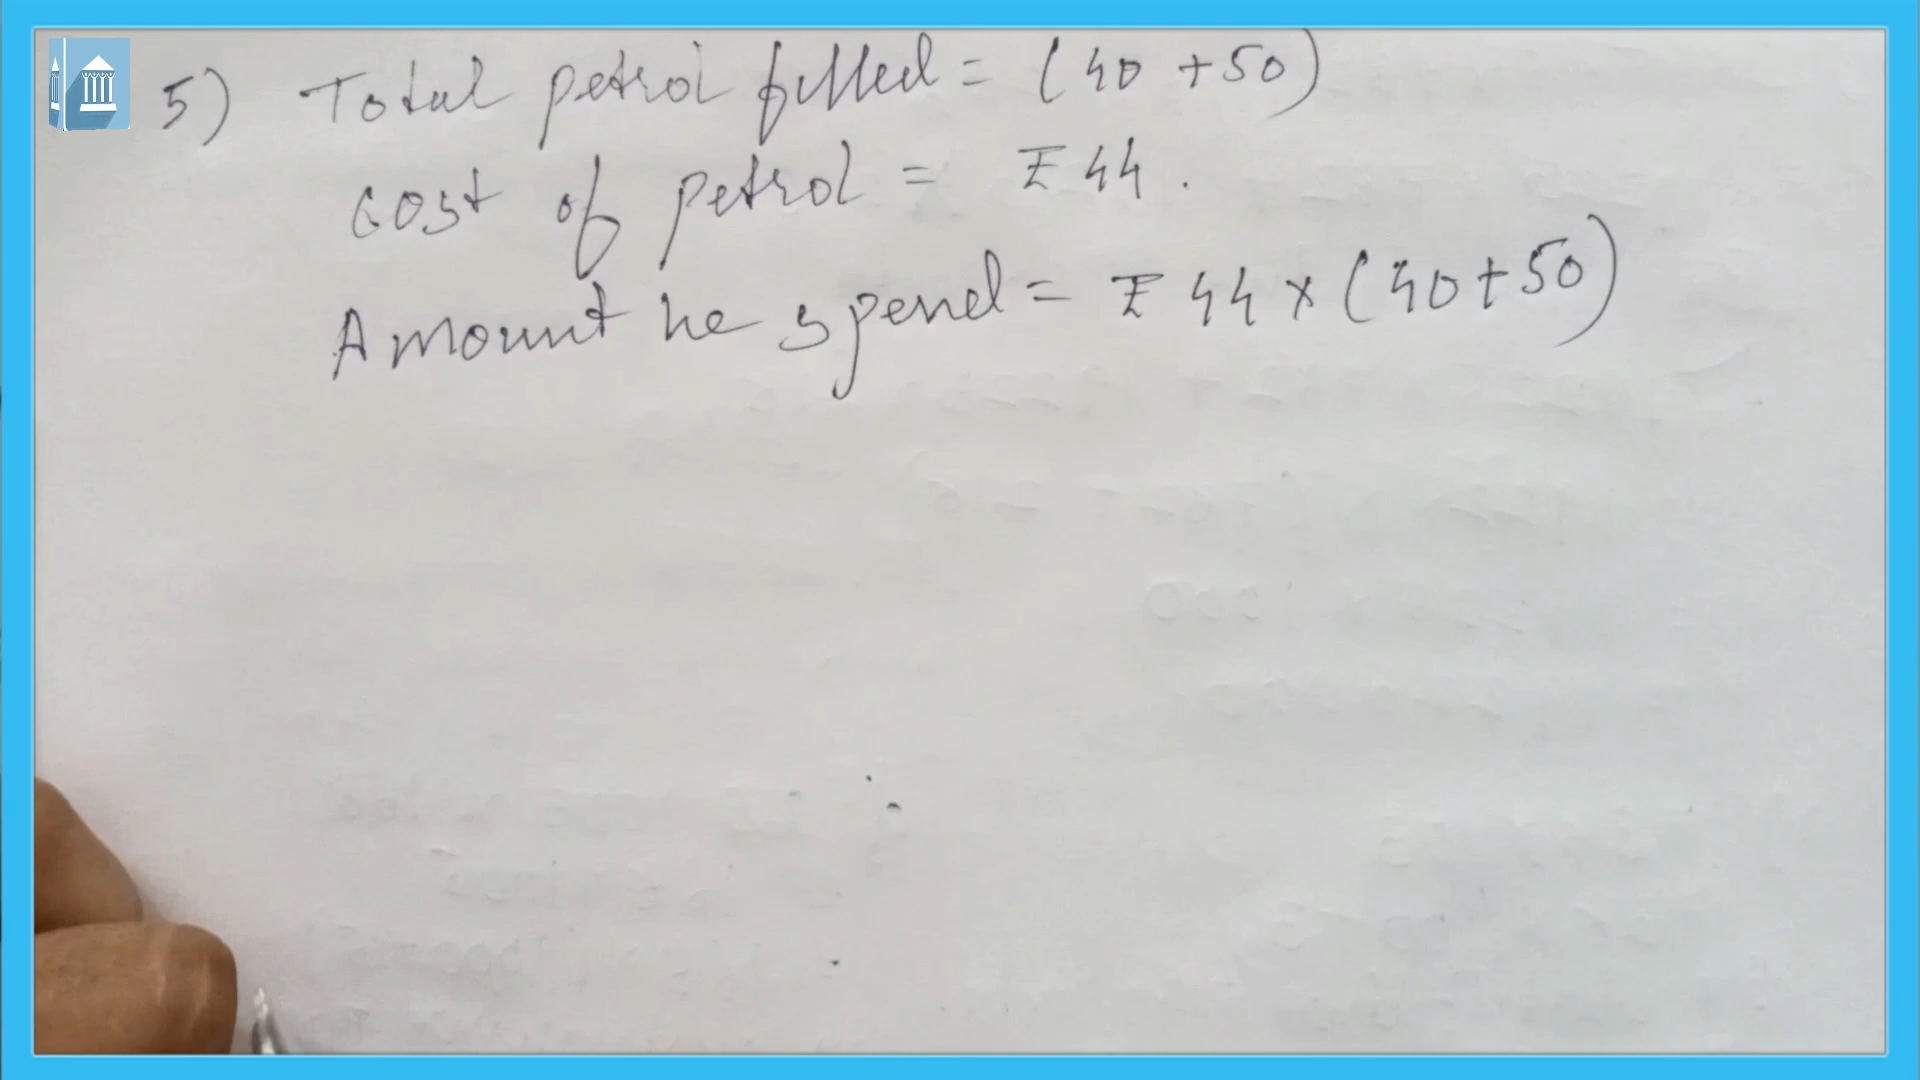 5) Total petrol filled = (40 + 50)
cost of petrol = ₹ 44.
Amount he spend = ₹ 44 × (40 + 50)